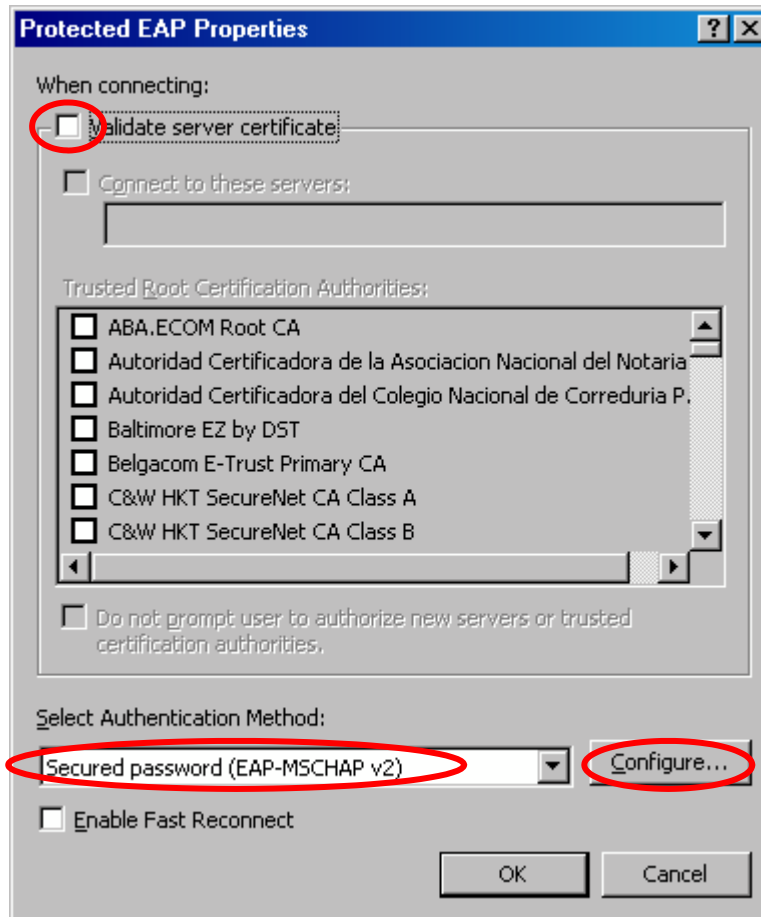 Protected EAP Properties
When connecting:
Validate server certificate
Connect to these servers:
Trusted Root Certification Authorities:
ABA.ECOM Root CA
Autoridad Certificadora de la Asociacion Nacional del Notaria
Autoridad Certificadora del Colegio Nacional de Correduria P.
Baltimore EZ by DST
Belgacom E-Trust Primary CA
C&W HKT SecureNet CA Class A
C&W HKT SecureNet CA Class B
Do not prompt user to authorize new servers or trusted
certification authorities.
Select Authentication Method:
Secured password (EAP-MSCHAP v2)
Configure...
Enable Fast Reconnect
OK Cancel